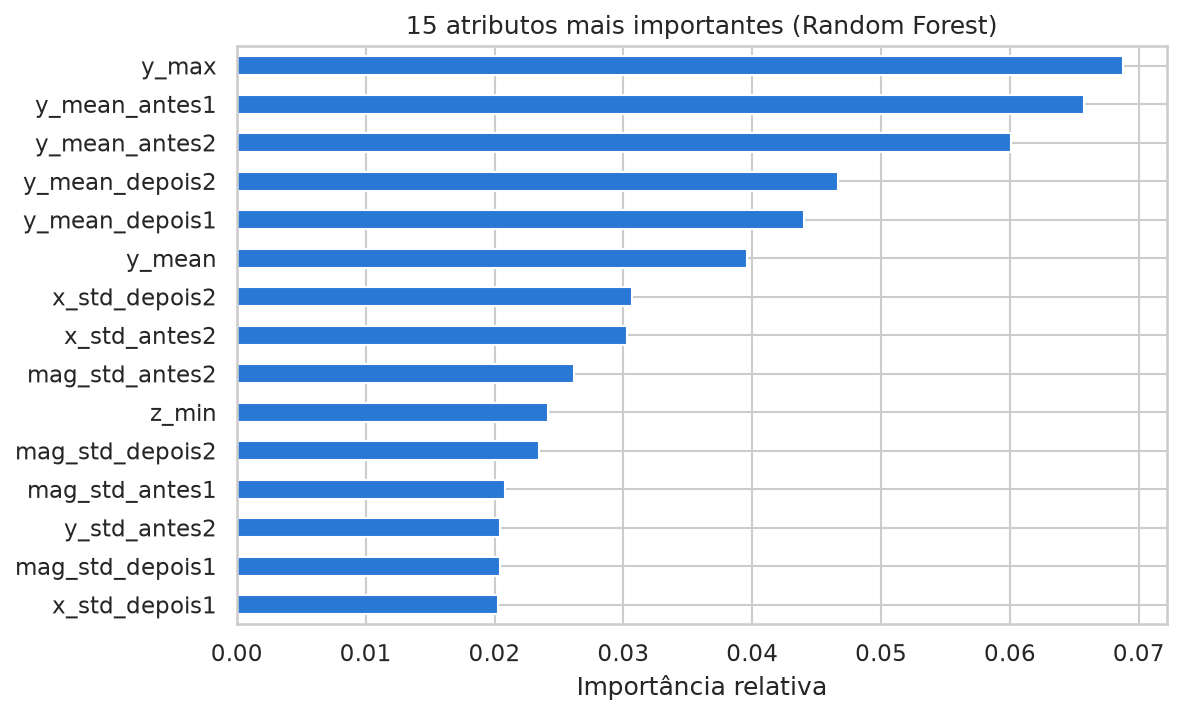 15 atributos mais importantes (Random Forest)
y_max
y_mean_antes1
y_mean_antes2
y_mean_depois2
y_mean_depois1
y_mean
x_std_depois2
x_std_antes2
mag_std_antes2
z_min
mag_std_depois2
mag_std_antes1
y_std_antes2
mag_std_depois1
x_std_depois1
0.00 0.01 0.02 0.03 0.04 0.05 0.06 0.07
Importância relativa